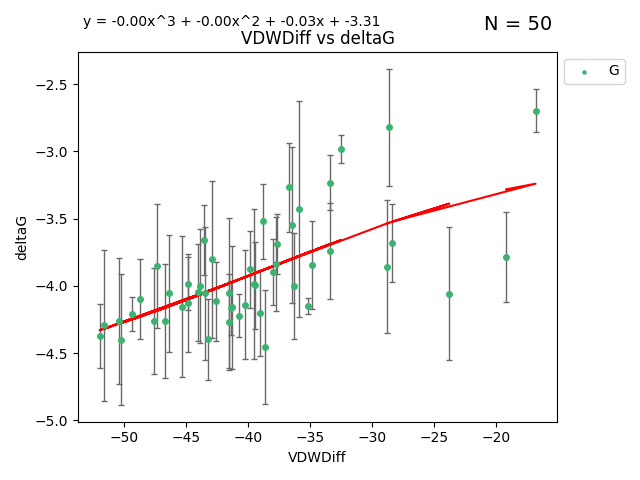 y = -0.00x^3 + -0.00x^2 + -0.03x + -3.31
N = 50
VDWDiff vs deltaG
G
deltaG
−2.5
−3.0
−3.5
−4.0
−4.5
−5.0
−50 −45 −40 −35 −30 −25 −20
VDWDiff